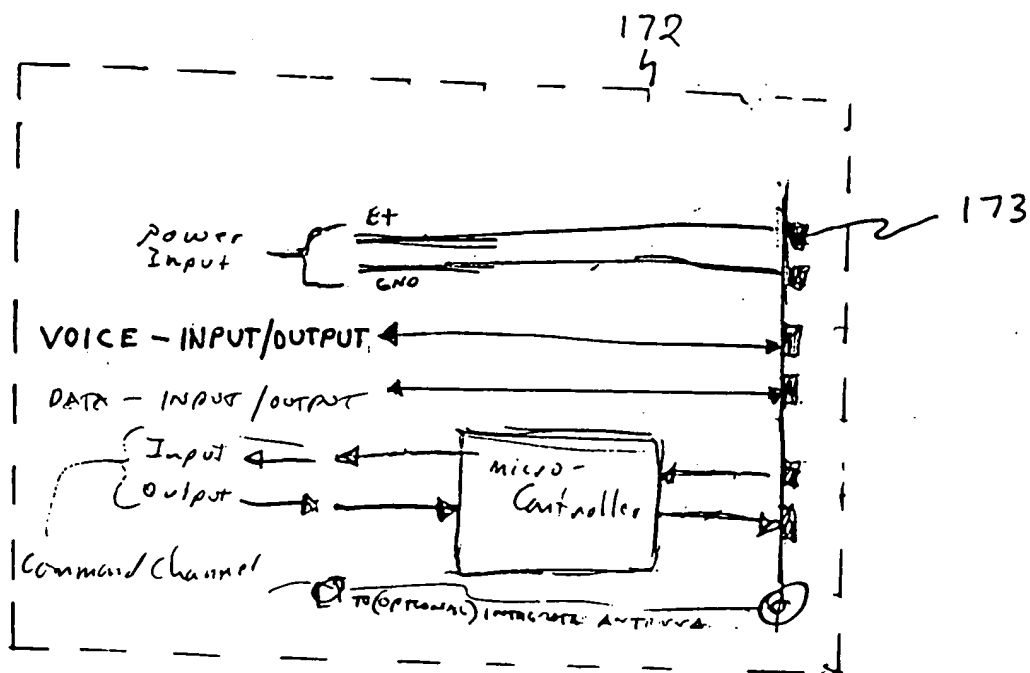 172
173
E+
Power
Input
GND
VOICE - INPUT/OUTPUT
DATA - INPUT/OUTPUT
Input
Output
Micro-
Controller
Command Channel
TO (OPTIONAL) INTEGRATE ANTENNA